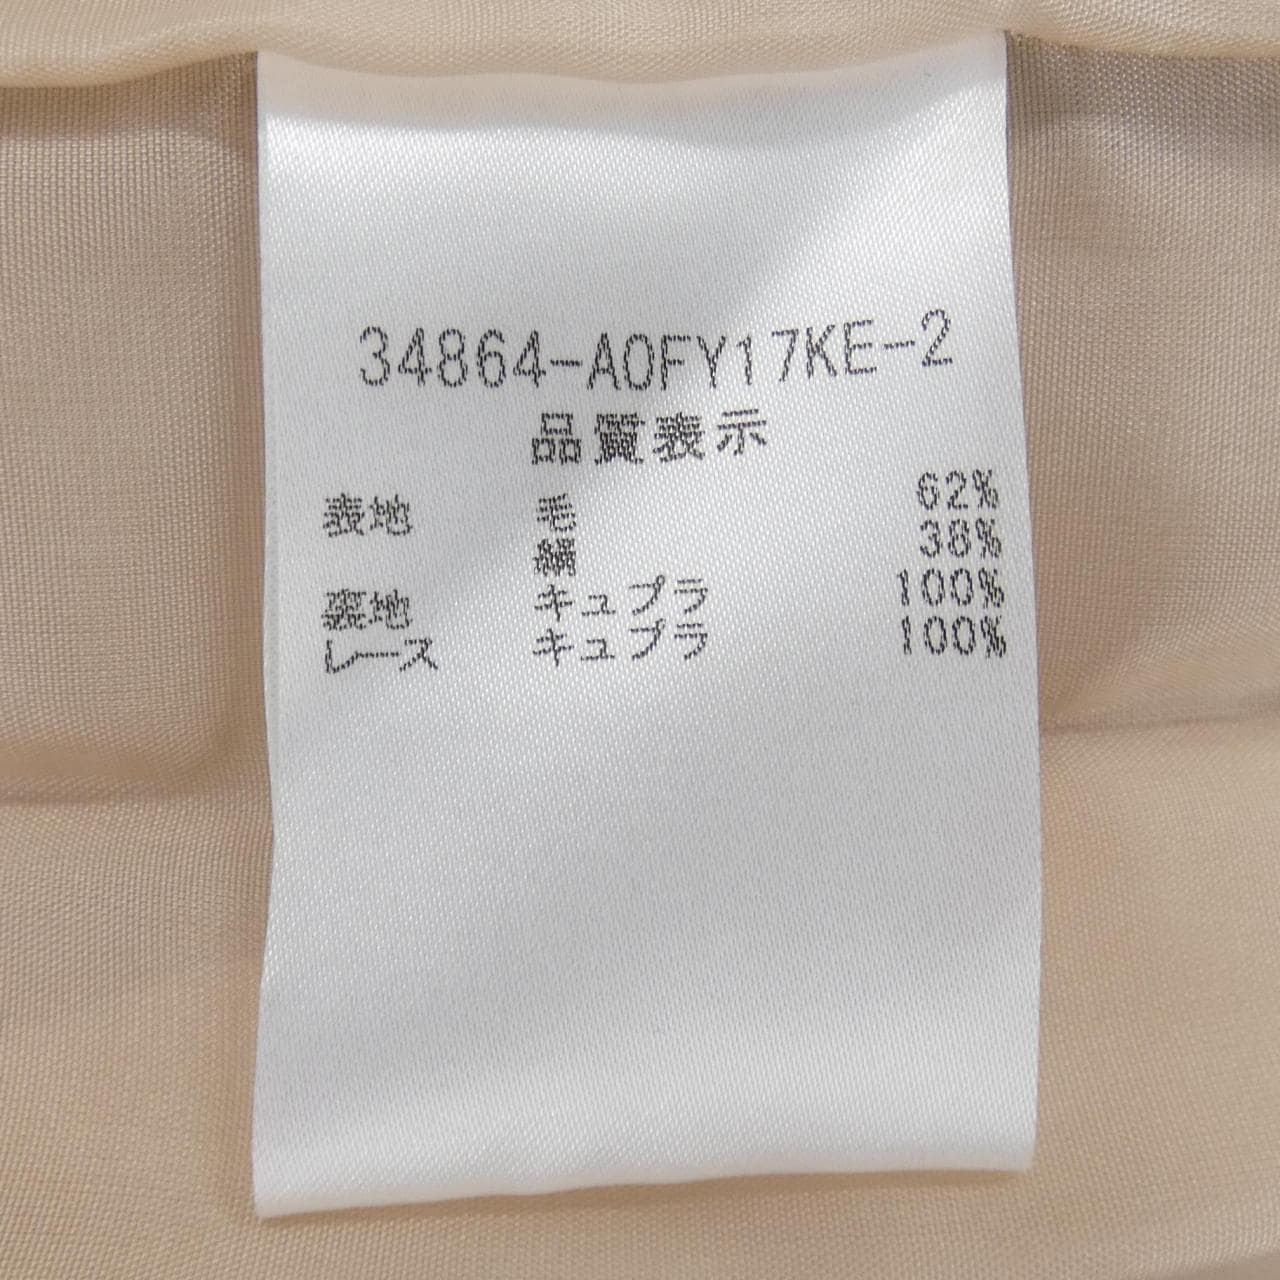 34864-A0FY17KE-2
品質表示
表地 毛 62%
絹 38%
裏地 キュプラ 100%
レース キュプラ 100%